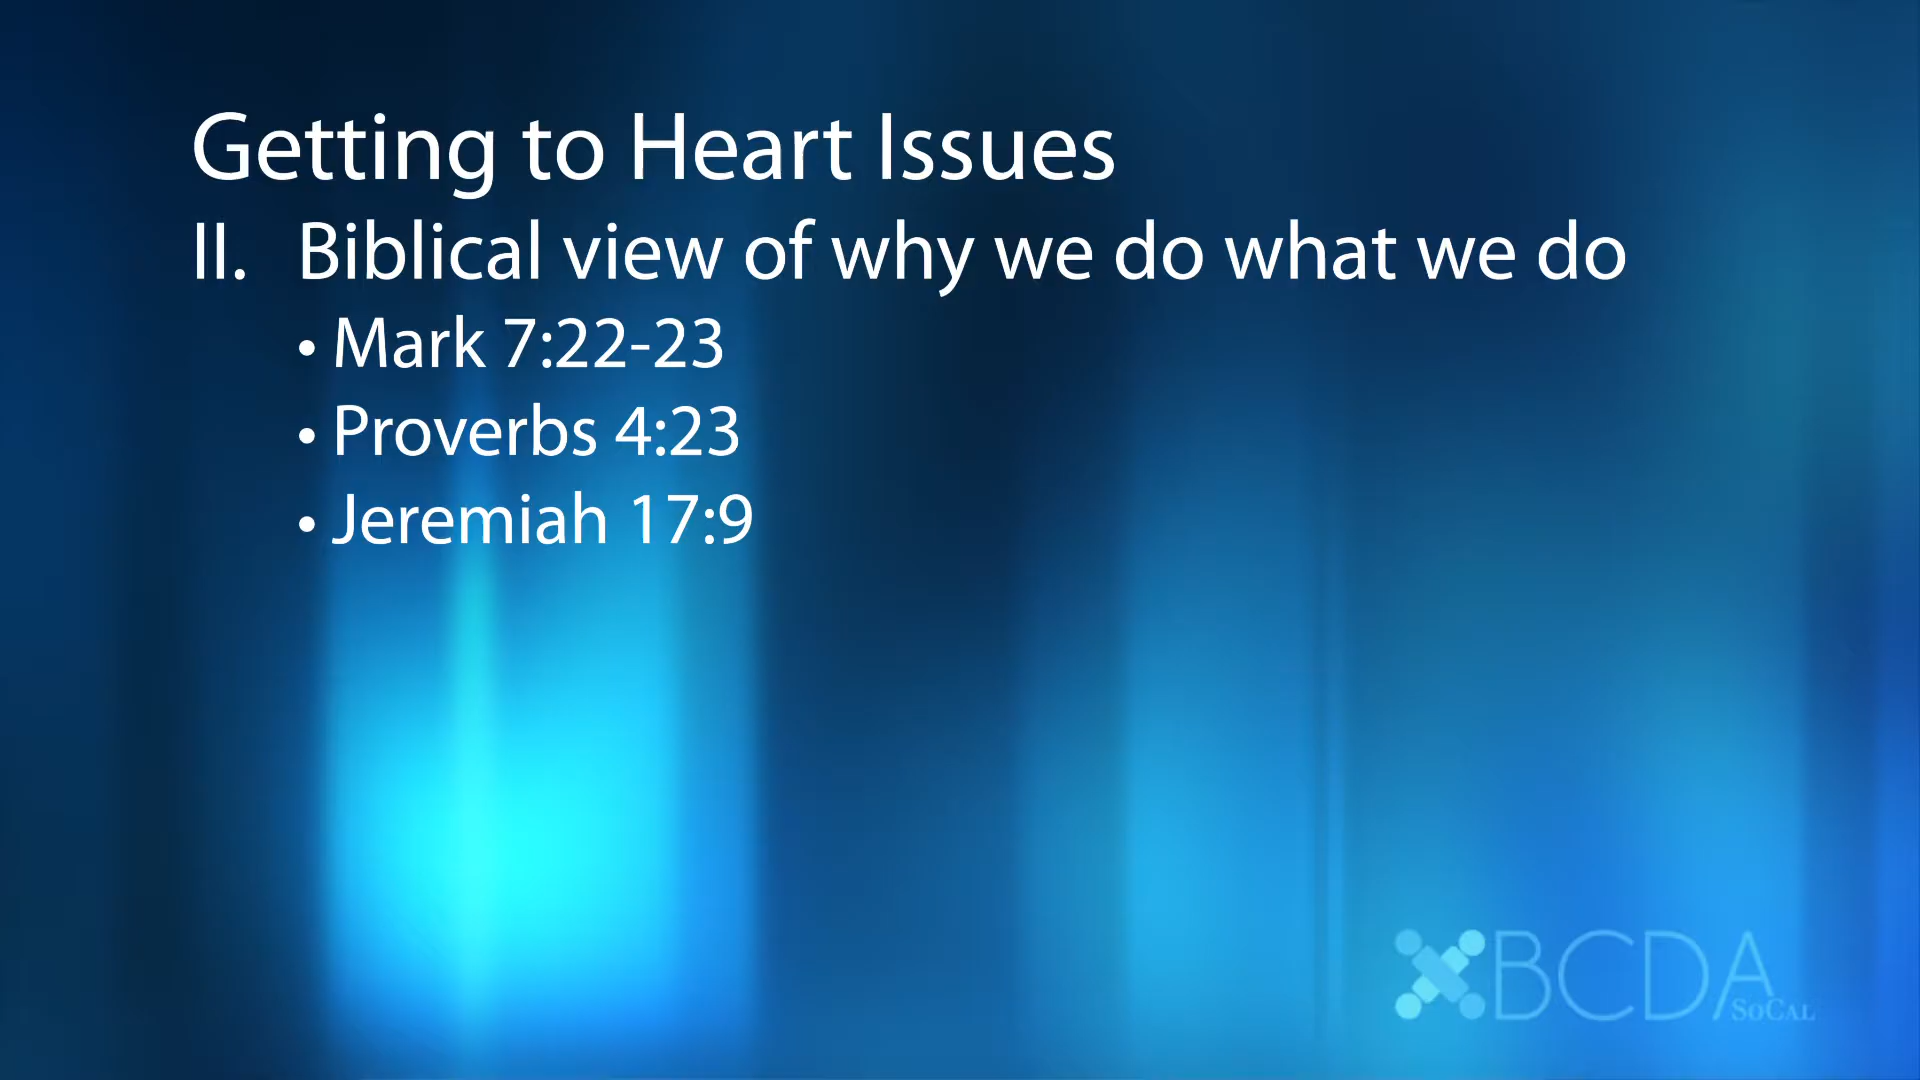 Getting to Heart Issues
II. Biblical view of why we do what we do
• Mark 7:22-23
• Proverbs 4:23
• Jeremiah 17:9
BCDA
SoCal